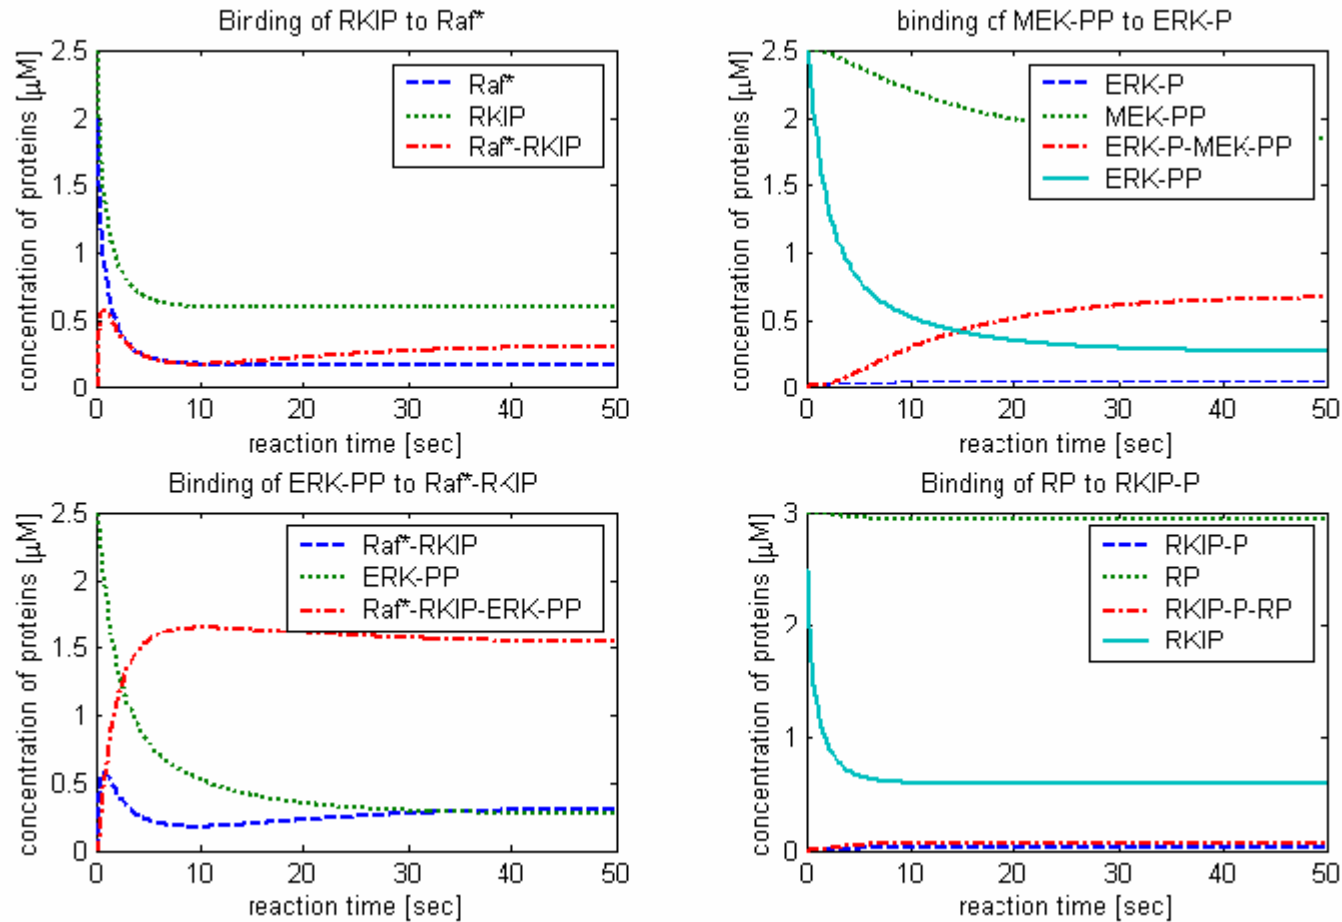 Birding of RKIP to Raf*
concentration of proteins [μM]
2.5
2
1.5
1
0.5
0
Raf*
RKIP
Raf*-RKIP
0 10 20 30 40 50
reaction time [sec]
binding cf MEK-PP to ERK-P
concentration of proteins [μM]
2.5
2
1.5
1
0.5
0
ERK-P
MEK-PP
ERK-P-MEK-PP
ERK-PP
0 10 20 30 40 50
reaction time [sec]
Binding of ERK-PP to Raf*-RKIP
concentration of proteins [μM]
2.5
2
1.5
1
0.5
0
Raf*-RKIP
ERK-PP
Raf*-RKIP-ERK-PP
0 10 20 30 40 50
reaction time [sec]
Binding of RP to RKIP-P
concentration of proteins [μM]
3
2
1
0
RKIP-P
RP
RKIP-P-RP
RKIP
0 10 20 30 40 50
reaction time [sec]